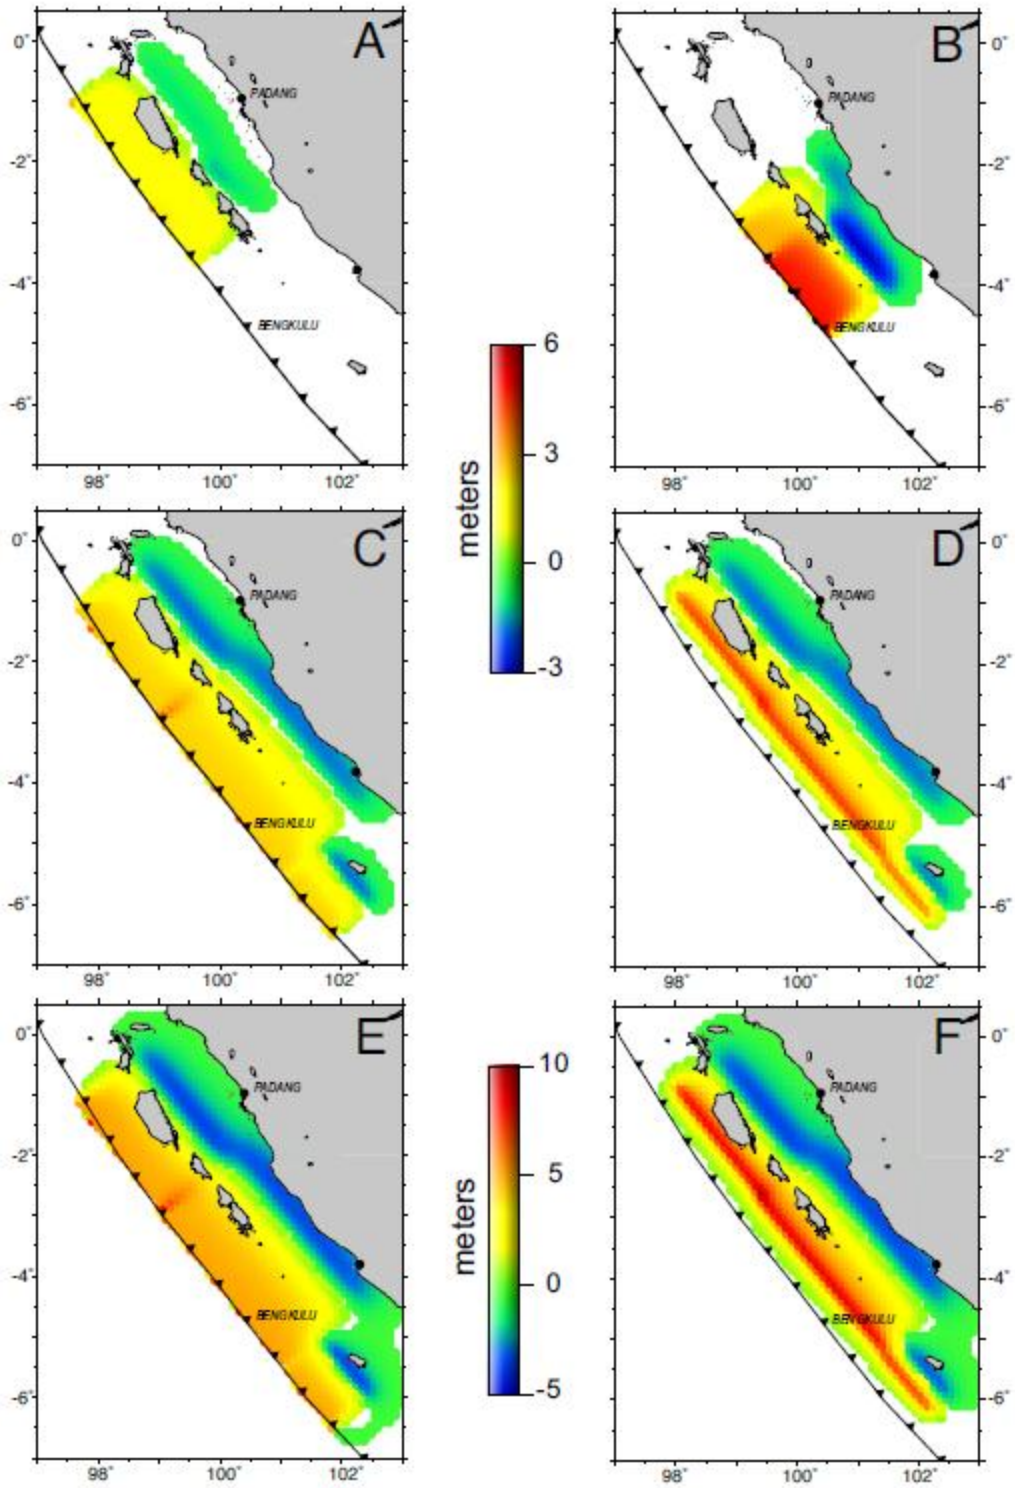 A
0°
PADANG
-2°
-4°
BENGKULU
-6°
98° 100° 102°
B
0°
PADANG
-2°
-4°
BENGKULU
-6°
98° 100° 102°
6
3
0
-3
meters
C
0°
PADANG
-2°
-4°
BENGKULU
-6°
98° 100° 102°
D
0°
PADANG
-2°
-4°
BENGKULU
-6°
98° 100° 102°
E
0°
PADANG
-2°
-4°
BENGKULU
-6°
98° 100° 102°
10
5
0
-5
meters
F
0°
PADANG
-2°
-4°
BENGKULU
-6°
98° 100° 102°